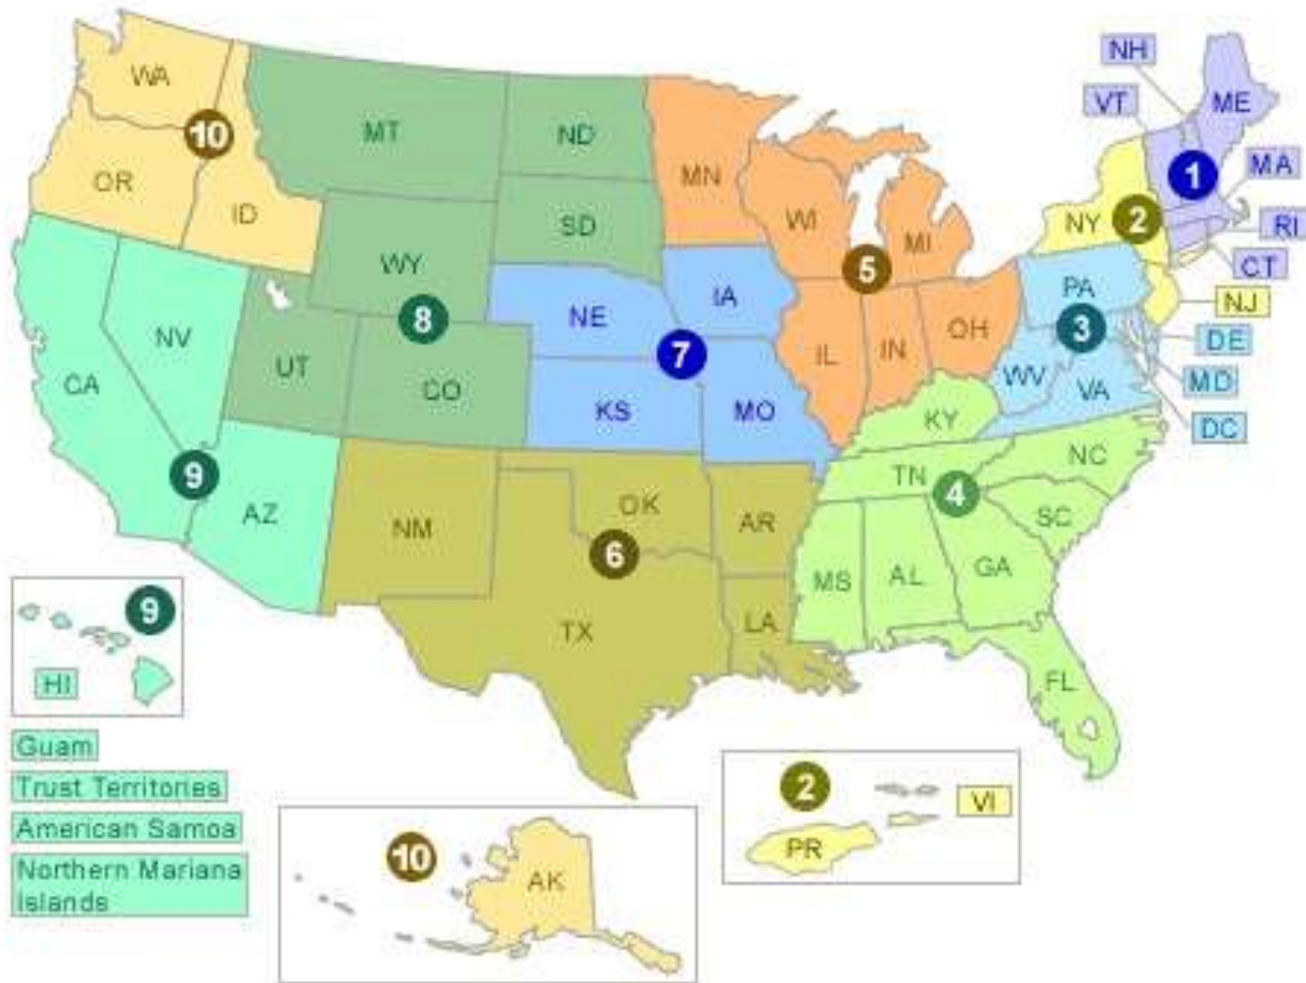 NH
WA
ME
VT
10
MT
ND
MA
OR
MN
1
ID
WI
NY
2
RI
SD
MI
WY
5
CT
IA
PA
NJ
NV
8
NE
3
DE
UT
7
IL
IN
OH
CA
CO
WV
MD
KS
MO
VA
KY
DC
9
TN
NC
4
AZ
NM
OK
AR
SC
6
MS
AL
GA
9
TX
LA
HI
FL
Guam
Trust Territories
2
VI
American Samoa
PR
Northern Mariana
Islands
10
AK